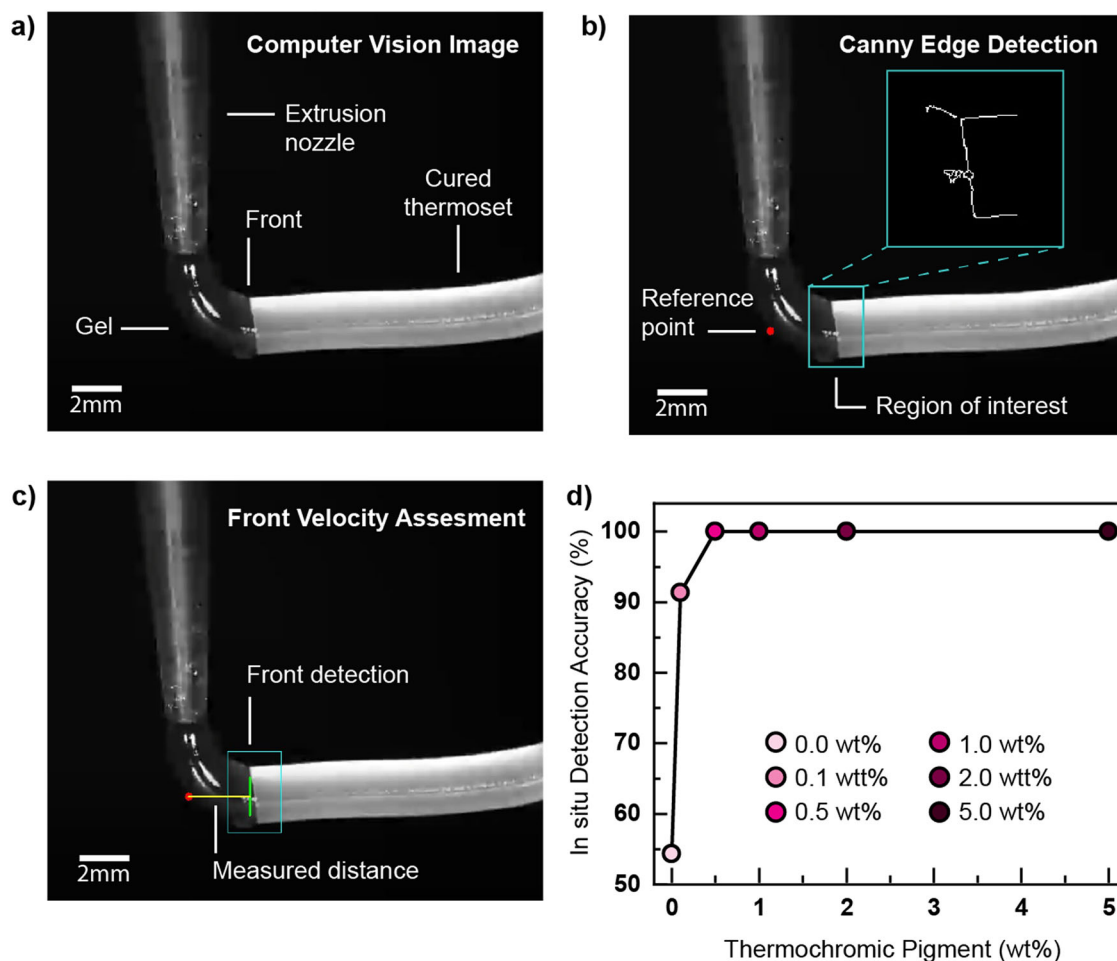 a)
Computer Vision Image
Extrusion
nozzle
Cured
thermoset
Front
Gel
2mm
b)
Canny Edge Detection
Reference
point
2mm
Region of interest
c)
Front Velocity Assesment
Front detection
2mm
Measured distance
d)
In situ Detection Accuracy (%)
100
90
80
70
60
50
0.0 wt%
1.0 wt%
0.1 wtt%
2.0 wtt%
0.5 wt%
5.0 wt%
0 1 2 3 4 5
Thermochromic Pigment (wt%)